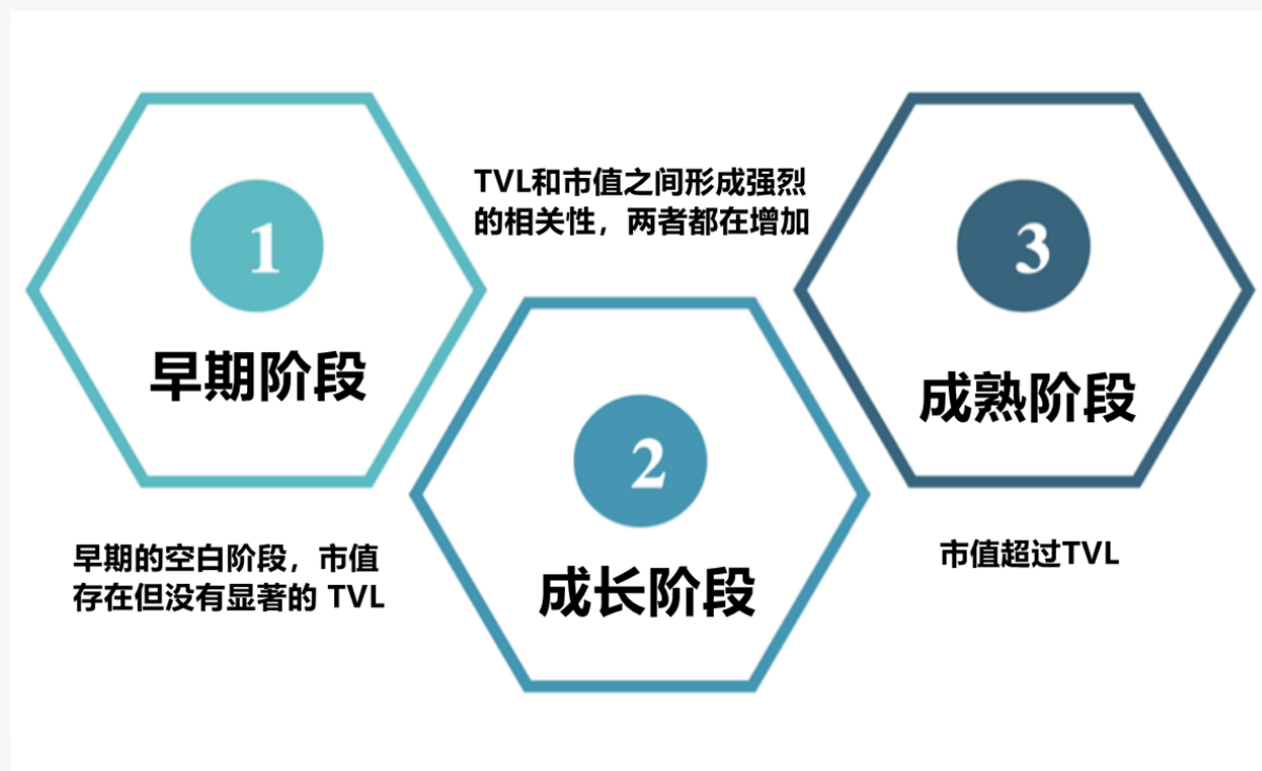 1
早期阶段
早期的空白阶段，市值
存在但没有显著的 TVL
TVL和市值之间形成强烈
的相关性，两者都在增加
2
成长阶段
3
成熟阶段
市值超过TVL